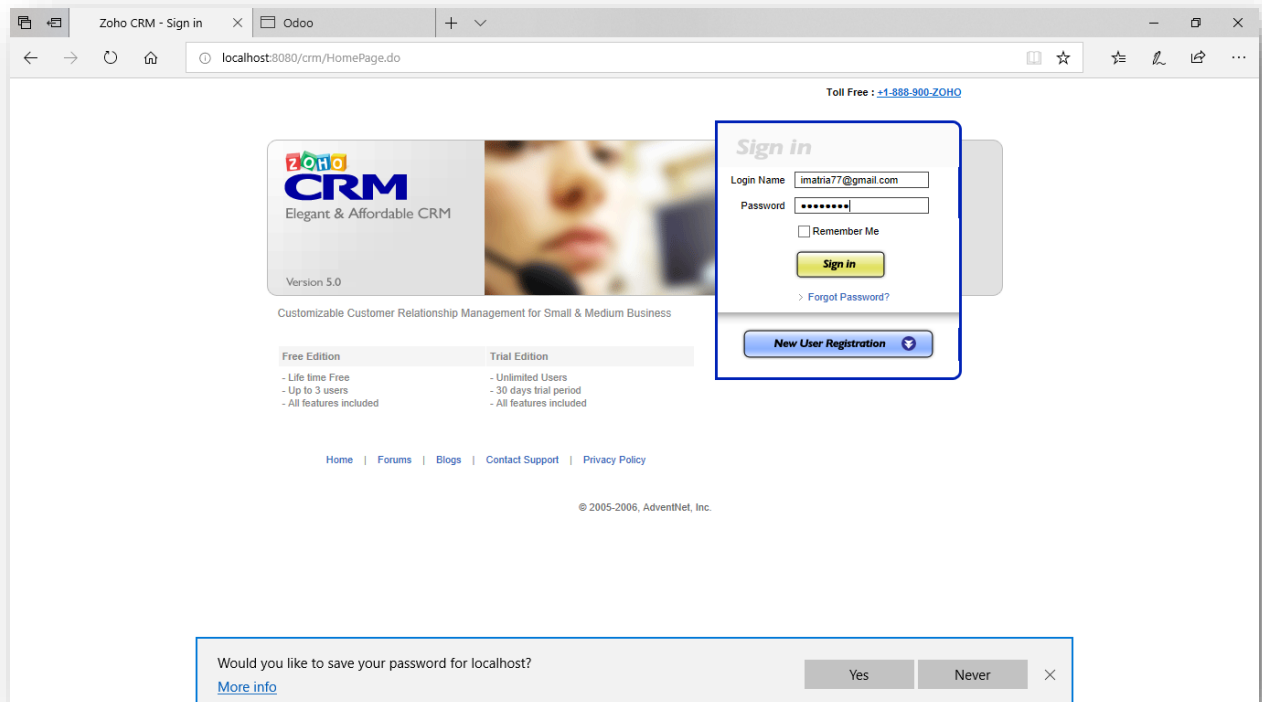 Zoho CRM - Sign in
Odoo
localhost:8080/crm/HomePage.do
Toll Free : +1-888-900-ZOHO
ZOHO
CRM
Elegant & Affordable CRM
Version 5.0
Sign in
Login Name imatria77@gmail.com
Password ••••••••
Remember Me
Sign in
> Forgot Password?
New User Registration
Customizable Customer Relationship Management for Small & Medium Business
Free Edition
- Life time Free
- Up to 3 users
- All features included
Trial Edition
- Unlimited Users
- 30 days trial period
- All features included
Home | Forums | Blogs | Contact Support | Privacy Policy
© 2005-2006, AdventNet, Inc.
Would you like to save your password for localhost?
More info
Yes
Never